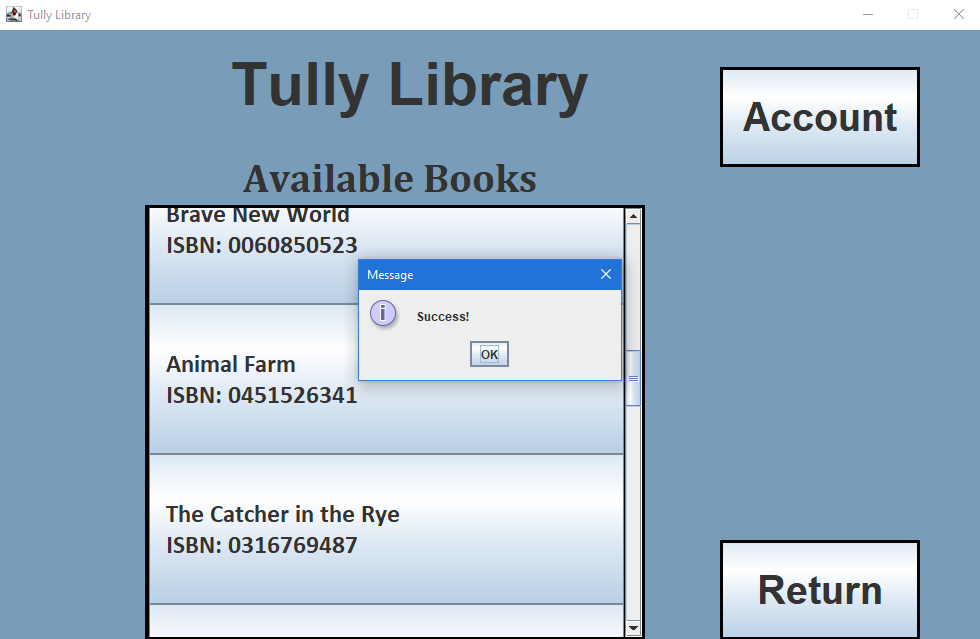 Tully Library
Tully Library
Account
Available Books
Brave New World
ISBN: 0060850523
Message
i
Success!
OK
Animal Farm
ISBN: 0451526341
The Catcher in the Rye
ISBN: 0316769487
Return